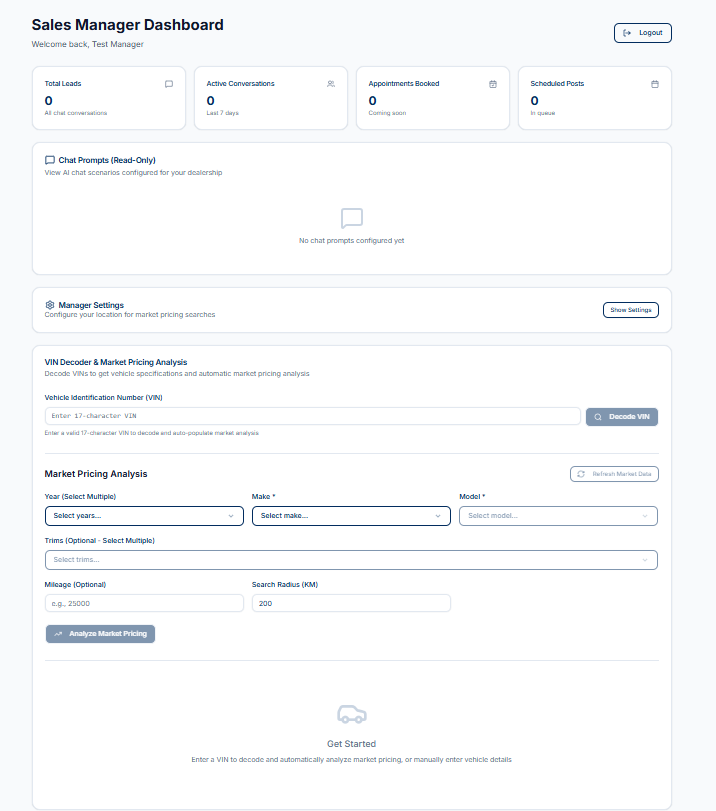 Sales Manager Dashboard
Welcome back, Test Manager
Logout
Total Leads
0
All chat conversations
Active Conversations
0
Last 7 days
Appointments Booked
0
Coming soon
Scheduled Posts
0
In queue
Chat Prompts (Read-Only)
View AI chat scenarios configured for your dealership
No chat prompts configured yet
Manager Settings
Configure your location for market pricing searches
Show Settings
VIN Decoder & Market Pricing Analysis
Decode VINs to get vehicle specifications and automatic market pricing analysis
Vehicle Identification Number (VIN)
Enter 17-character VIN
Decode VIN
Enter a valid 17-character VIN to decode and auto-populate market analysis
Market Pricing Analysis
Refresh Market Data
Year (Select Multiple)
Make *
Model *
Select years...
Select make...
Select model...
Trims (Optional - Select Multiple)
Select trims...
Mileage (Optional)
Search Radius (KM)
e.g., 25000
200
Analyze Market Pricing
Get Started
Enter a VIN to decode and automatically analyze market pricing, or manually enter vehicle details